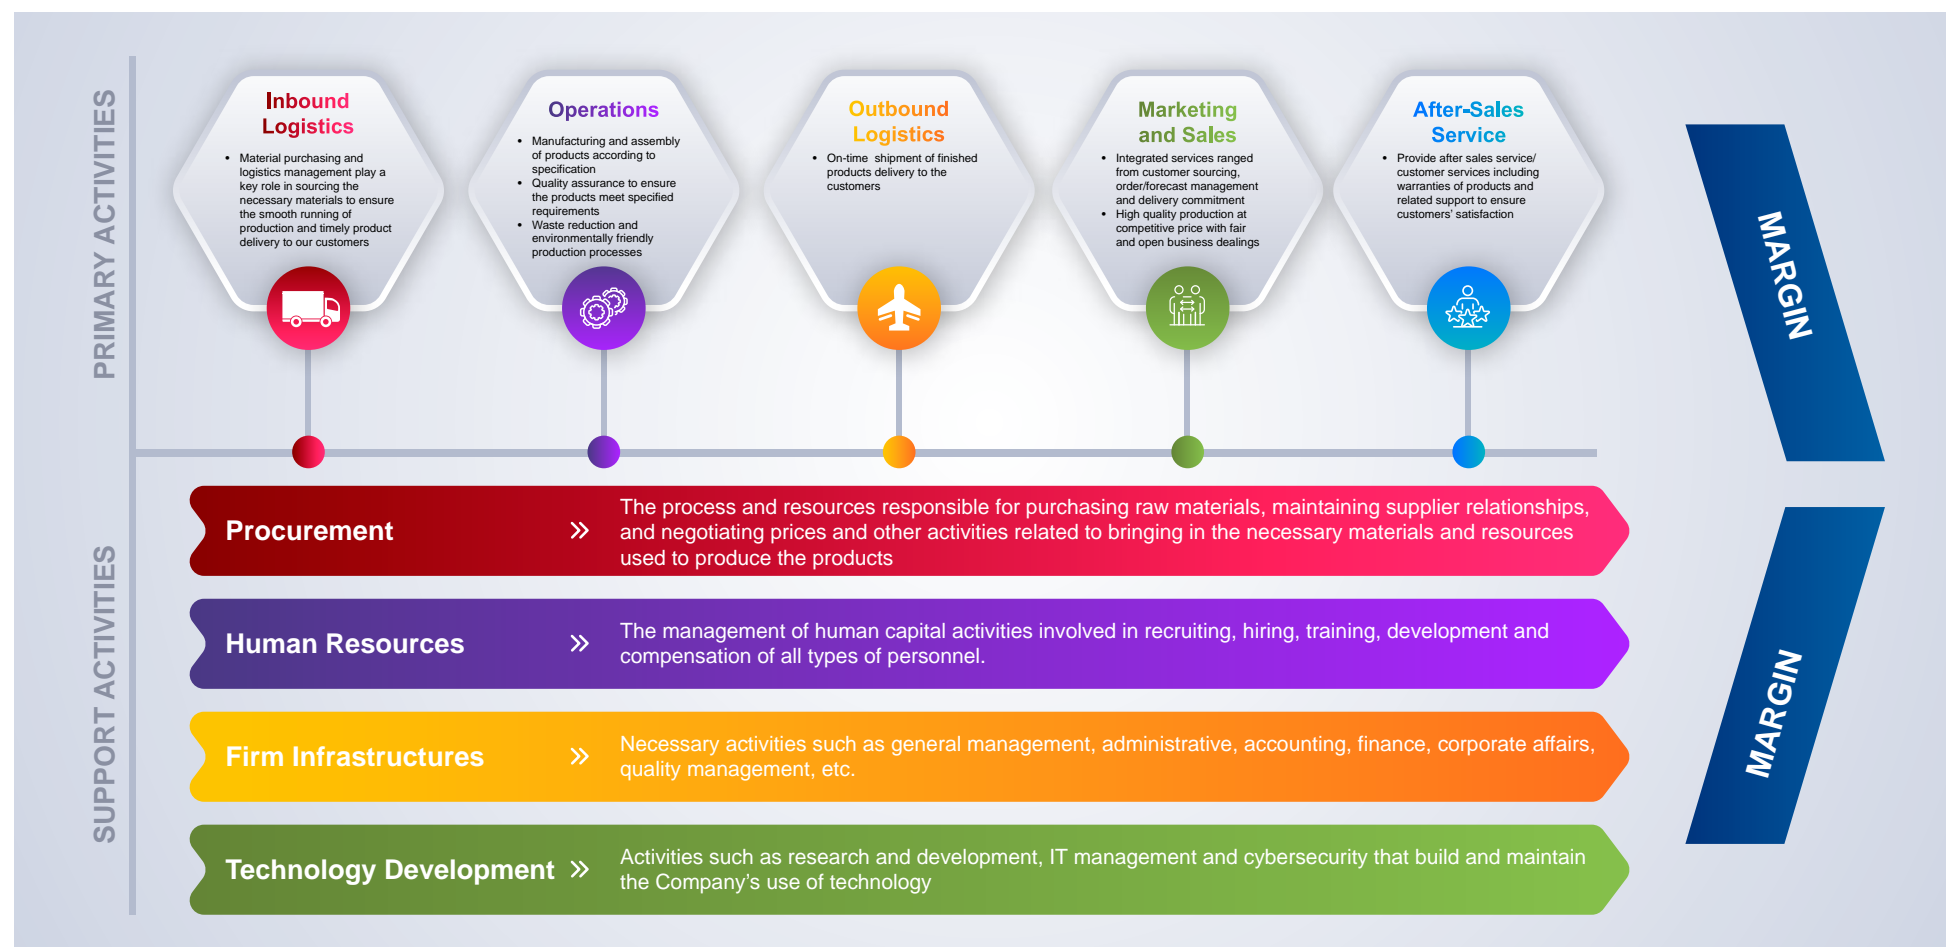 PRIMARY ACTIVITIES
Inbound
Logistics
• Material purchasing and
logistics management play a
key role in sourcing the
necessary materials to ensure
the smooth running of
production and timely product
delivery to our customers
Operations
• Manufacturing and assembly
of products according to
specification
• Quality assurance to ensure
the products meet specified
requirements
• Waste reduction and
environmentally friendly
production processes
Outbound
Logistics
• On-time shipment of finished
products delivery to the
customers
Marketing
and Sales
• Integrated services ranged
from customer sourcing,
order/forecast management
and delivery commitment
• High quality production at
competitive price with fair
and open business dealings
After-Sales
Service
• Provide after sales service/
customer services including
warranties of products and
related support to ensure
customers' satisfaction
MARGIN
SUPPORT ACTIVITIES
Procurement
The process and resources responsible for purchasing raw materials, maintaining supplier relationships,
and negotiating prices and other activities related to bringing in the necessary materials and resources
used to produce the products
Human Resources
The management of human capital activities involved in recruiting, hiring, training, development and
compensation of all types of personnel.
Firm Infrastructures
Necessary activities such as general management, administrative, accounting, finance, corporate affairs,
quality management, etc.
Technology Development
Activities such as research and development, IT management and cybersecurity that build and maintain
the Company's use of technology
MARGIN